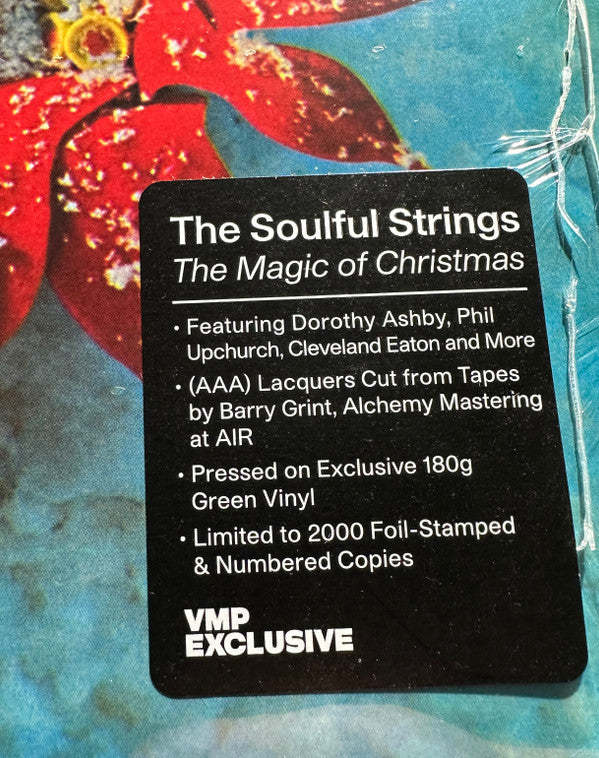 The Soulful Strings
The Magic of Christmas
• Featuring Dorothy Ashby, Phil
Upchurch, Cleveland Eaton and More
• (AAA) Lacquers Cut from Tapes
by Barry Grint, Alchemy Mastering
at AIR
• Pressed on Exclusive 180g
Green Vinyl
• Limited to 2000 Foil-Stamped
& Numbered Copies
VMP
EXCLUSIVE